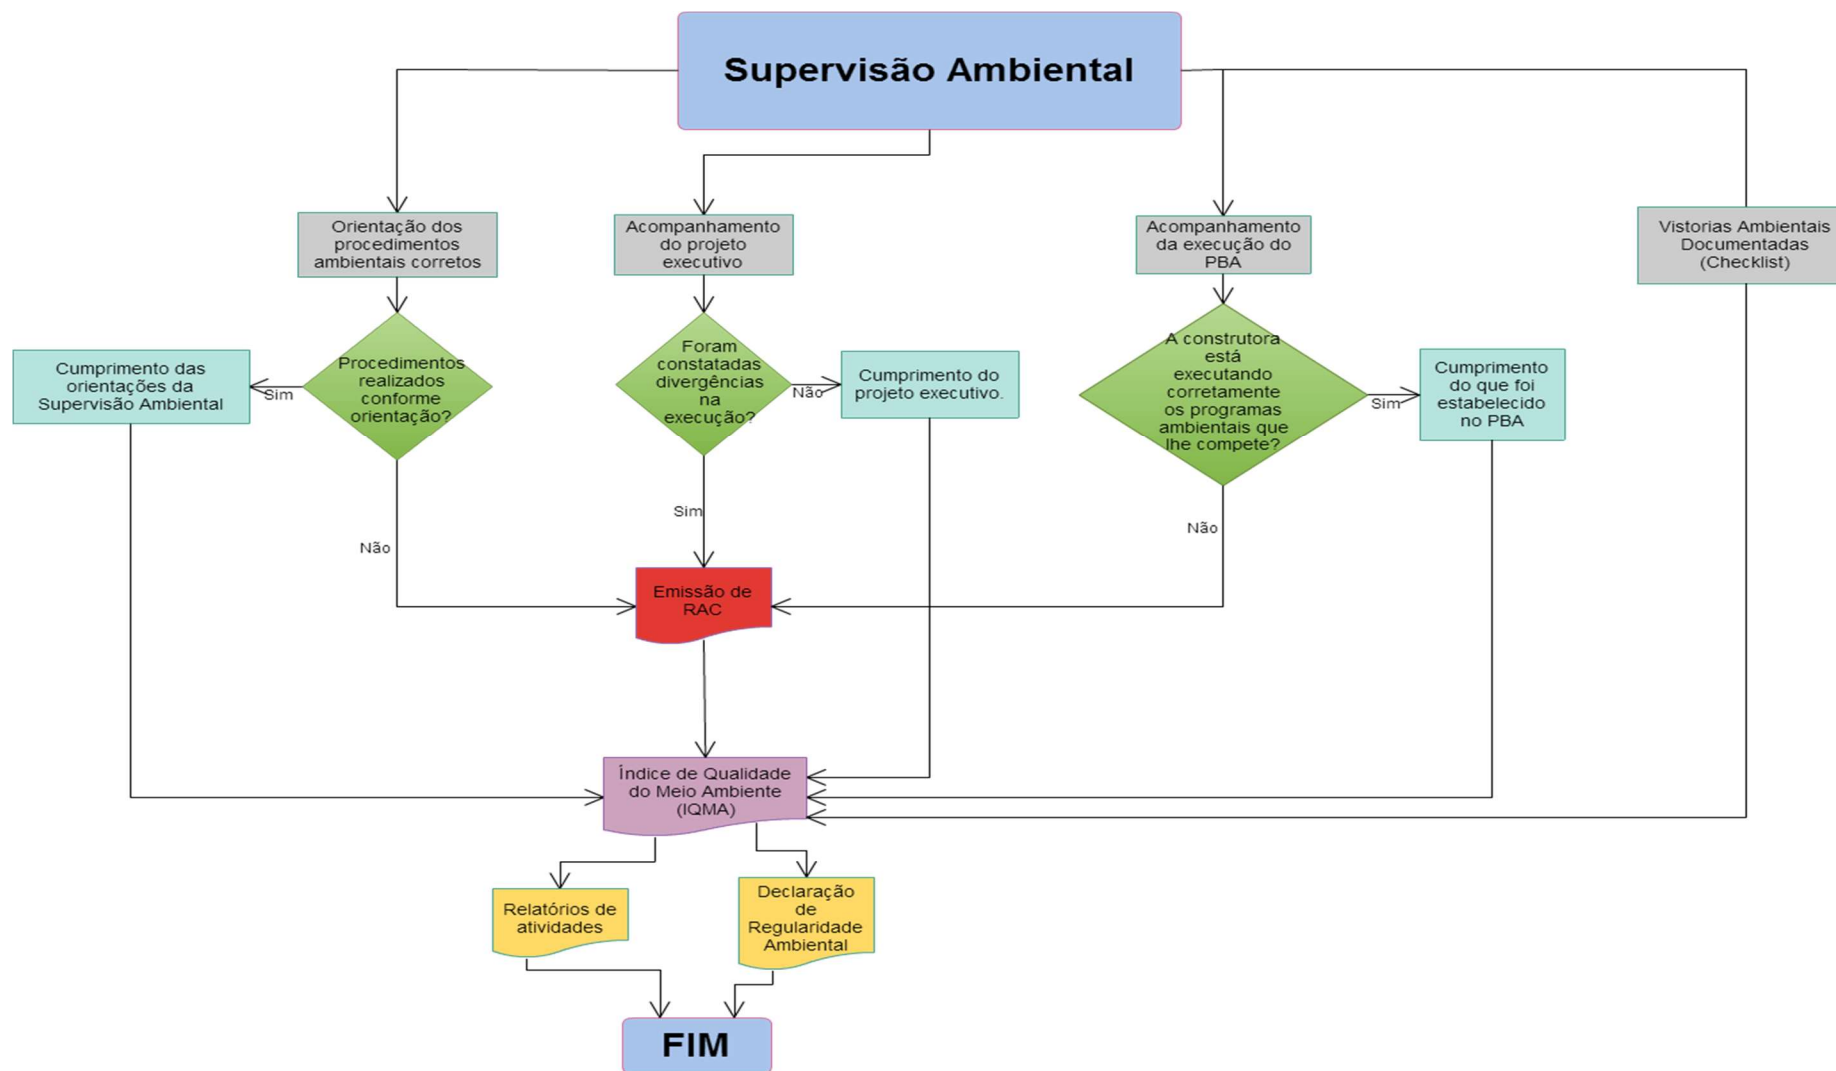 Supervisão Ambiental
Orientação dos
procedimentos
ambientais corretos
Acompanhamento
do projeto
executivo
Acompanhamento
da execução do
PBA
Vistorias Ambientais
Documentadas
(Checklist)
Cumprimento das
orientações da
Supervisão Ambiental
Sim
Procedimentos
realizados
conforme
orientação?
Foram
constatadas
divergências
na
execução?
Não
Cumprimento do
projeto executivo.
A construtora
está
executando
corretamente
os programas
ambientais que
lhe compete?
Sim
Cumprimento
do que foi
estabelecido
no PBA
Não
Sim
Não
Emissão de
RAC
Índice de Qualidade
do Meio Ambiente
(IQMA)
Relatórios de
atividades
Declaração
de
Regularidade
Ambiental
FIM